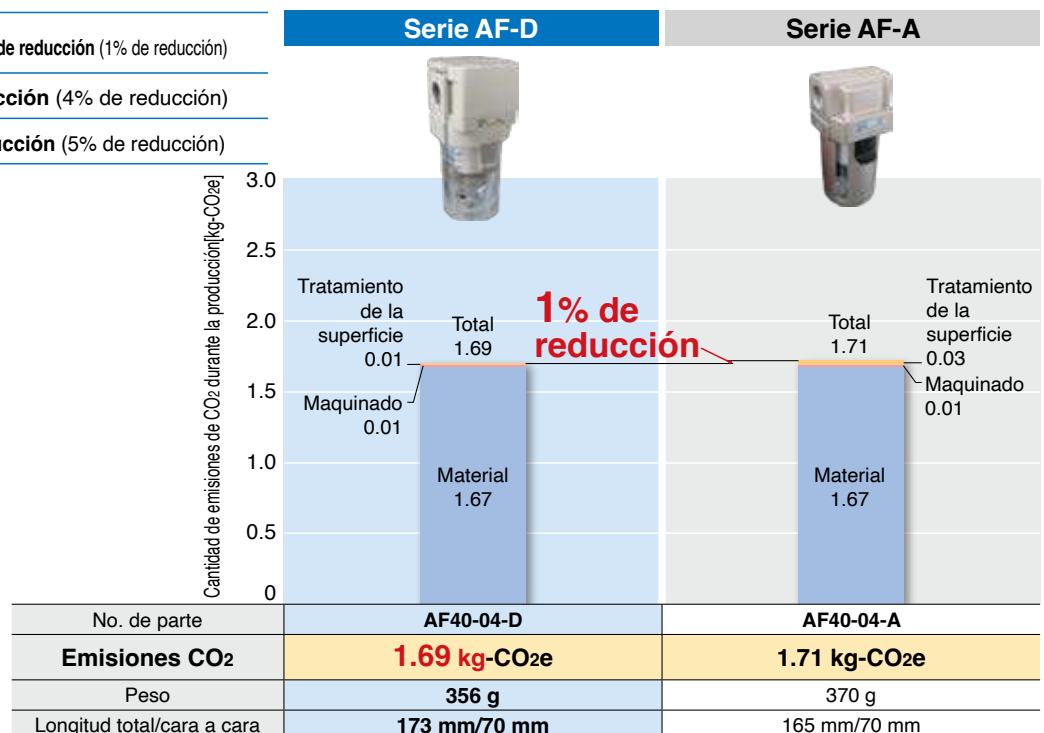 de reducción (1% de reducción)
(4% de reducción)
(5% de reducción)
Serie AF-D
Serie AF-A
Cantidad de emisiones de CO2 durante la producción[kg-CO2e]
3.0
2.5
2.0
1.5
1.0
0.5
0
Tratamiento
de la
superficie
0.01
Maquinado
0.01
Total
1.69
Material
1.67
1% de
reducción
Total
1.71
Material
1.67
Tratamiento
de la
superficie
0.03
Maquinado
0.01
No. de parte AF40-04-D AF40-04-A
Emisiones CO2 1.69 kg-CO2e 1.71 kg-CO2e
Peso 356 g 370 g
Longitud total/cara a cara 173 mm/70 mm 165 mm/70 mm